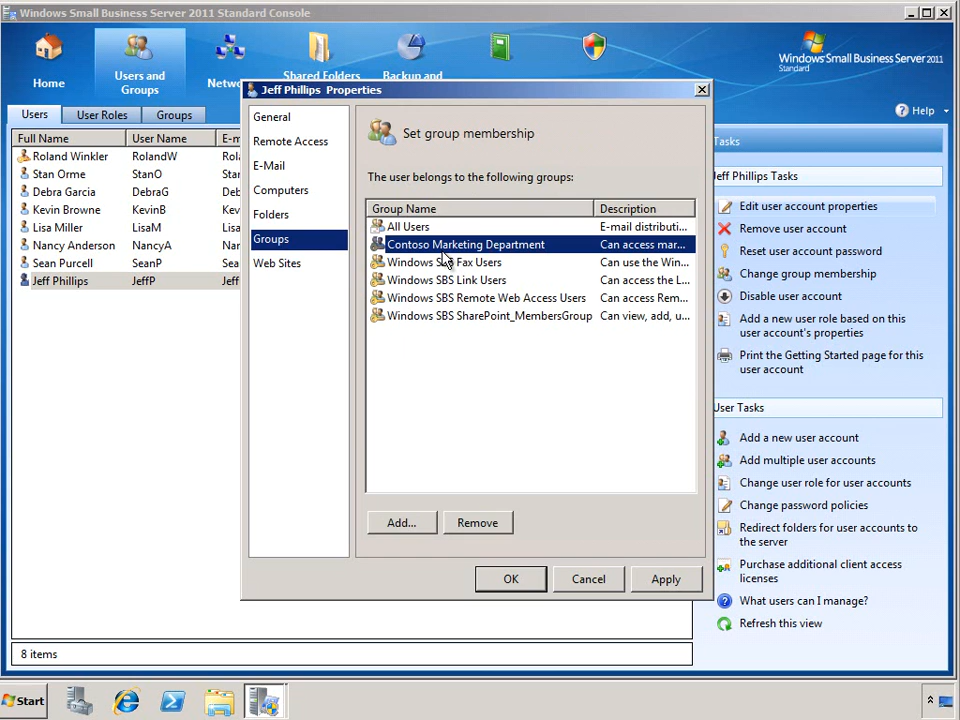 Windows Small Business Server 2011 Standard Console
Home
Users and
Groups
Shared Folders
Backup and
Windows Small Business Server 2011
Standard
Users
User Roles
Groups
Help
Full Name
User Name
Roland Winkler
RolandW
Stan Orme
StanO
Debra Garcia
DebraG
Kevin Browne
KevinB
Lisa Miller
LisaM
Nancy Anderson
NancyA
Sean Purcell
SeanP
Jeff Phillips
JeffP
8 items
Jeff Phillips Properties
General
Remote Access
E-Mail
Computers
Folders
Groups
Web Sites
Set group membership
The user belongs to the following groups:
Group Name
Description
All Users
E-mail distributi...
Contoso Marketing Department
Can access mar...
Windows SBS Fax Users
Can use the Win...
Windows SBS Link Users
Can access the L...
Windows SBS Remote Web Access Users
Can access Rem...
Windows SBS SharePoint_MembersGroup
Can view, add, u...
Add...
Remove
OK
Cancel
Apply
Tasks
Jeff Phillips Tasks
Edit user account properties
Remove user account
Reset user account password
Change group membership
Disable user account
Add a new user role based on this
user account's properties
Print the Getting Started page for this
user account
User Tasks
Add a new user account
Add multiple user accounts
Change user role for user accounts
Change password policies
Redirect folders for user accounts to
the server
Purchase additional client access
licenses
What users can I manage?
Refresh this view
Start